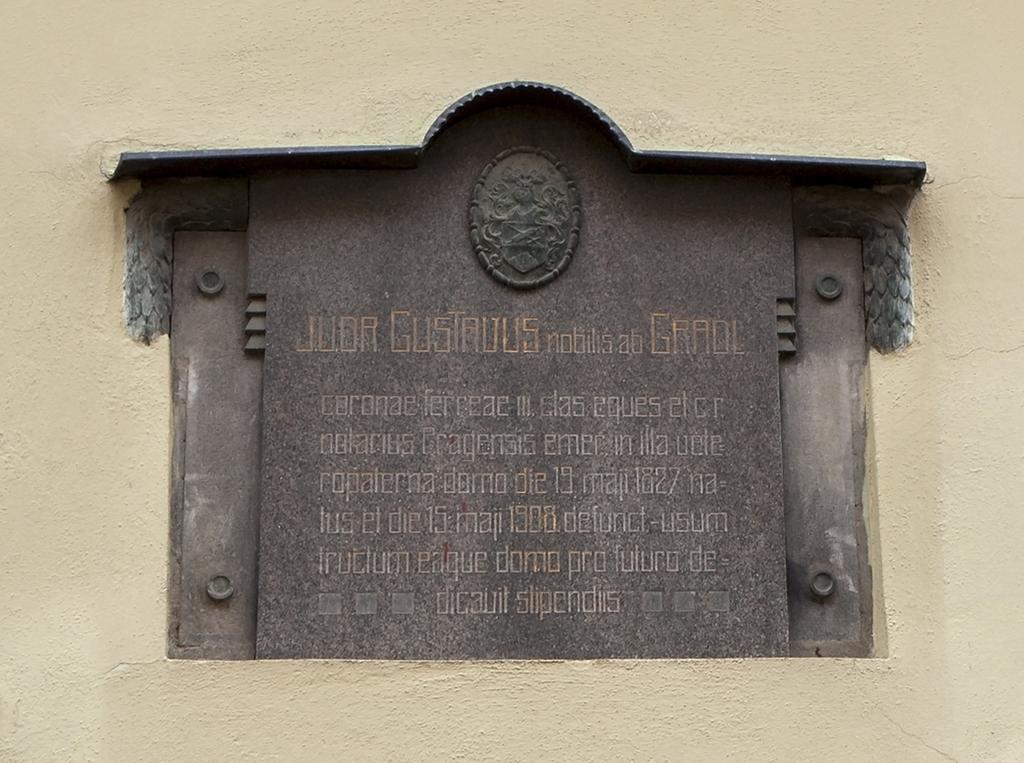 JUDR GUSTAVUS nobilis ab GRADL
coronae ferreae III. clas. eques et c. r.
notarius Pragensis emer. in illa vete-
ropaterna domo die 19. maji 1827 na-
tus et die 15. maji 1908 defunct-usum
fructum ex que domo pro futuro de-
dicavit stipendiis